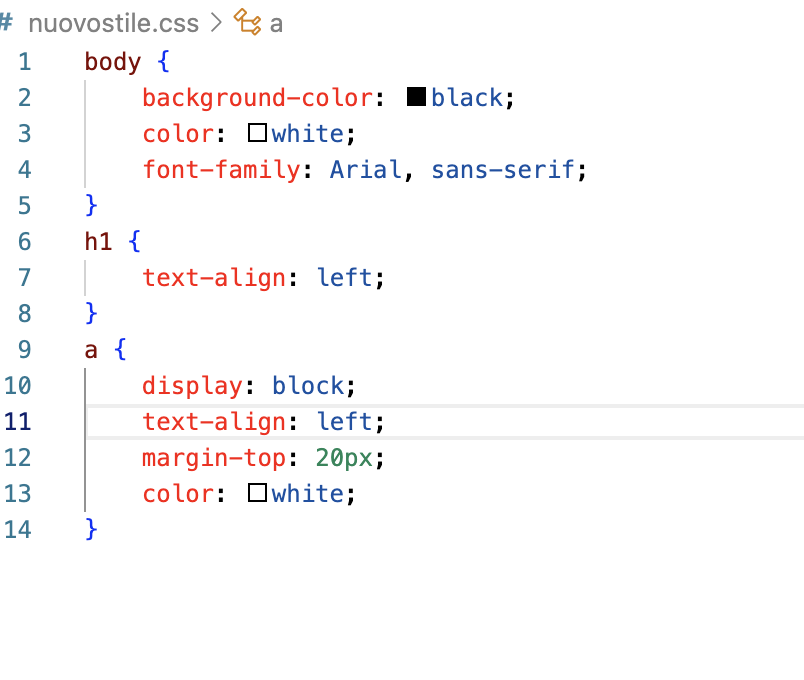 # nuovostile.css > a
1 body {
2 background-color: black;
3 color: white;
4 font-family: Arial, sans-serif;
5 }
6 h1 {
7 text-align: left;
8 }
9 a {
10 display: block;
11 text-align: left;
12 margin-top: 20px;
13 color: white;
14 }